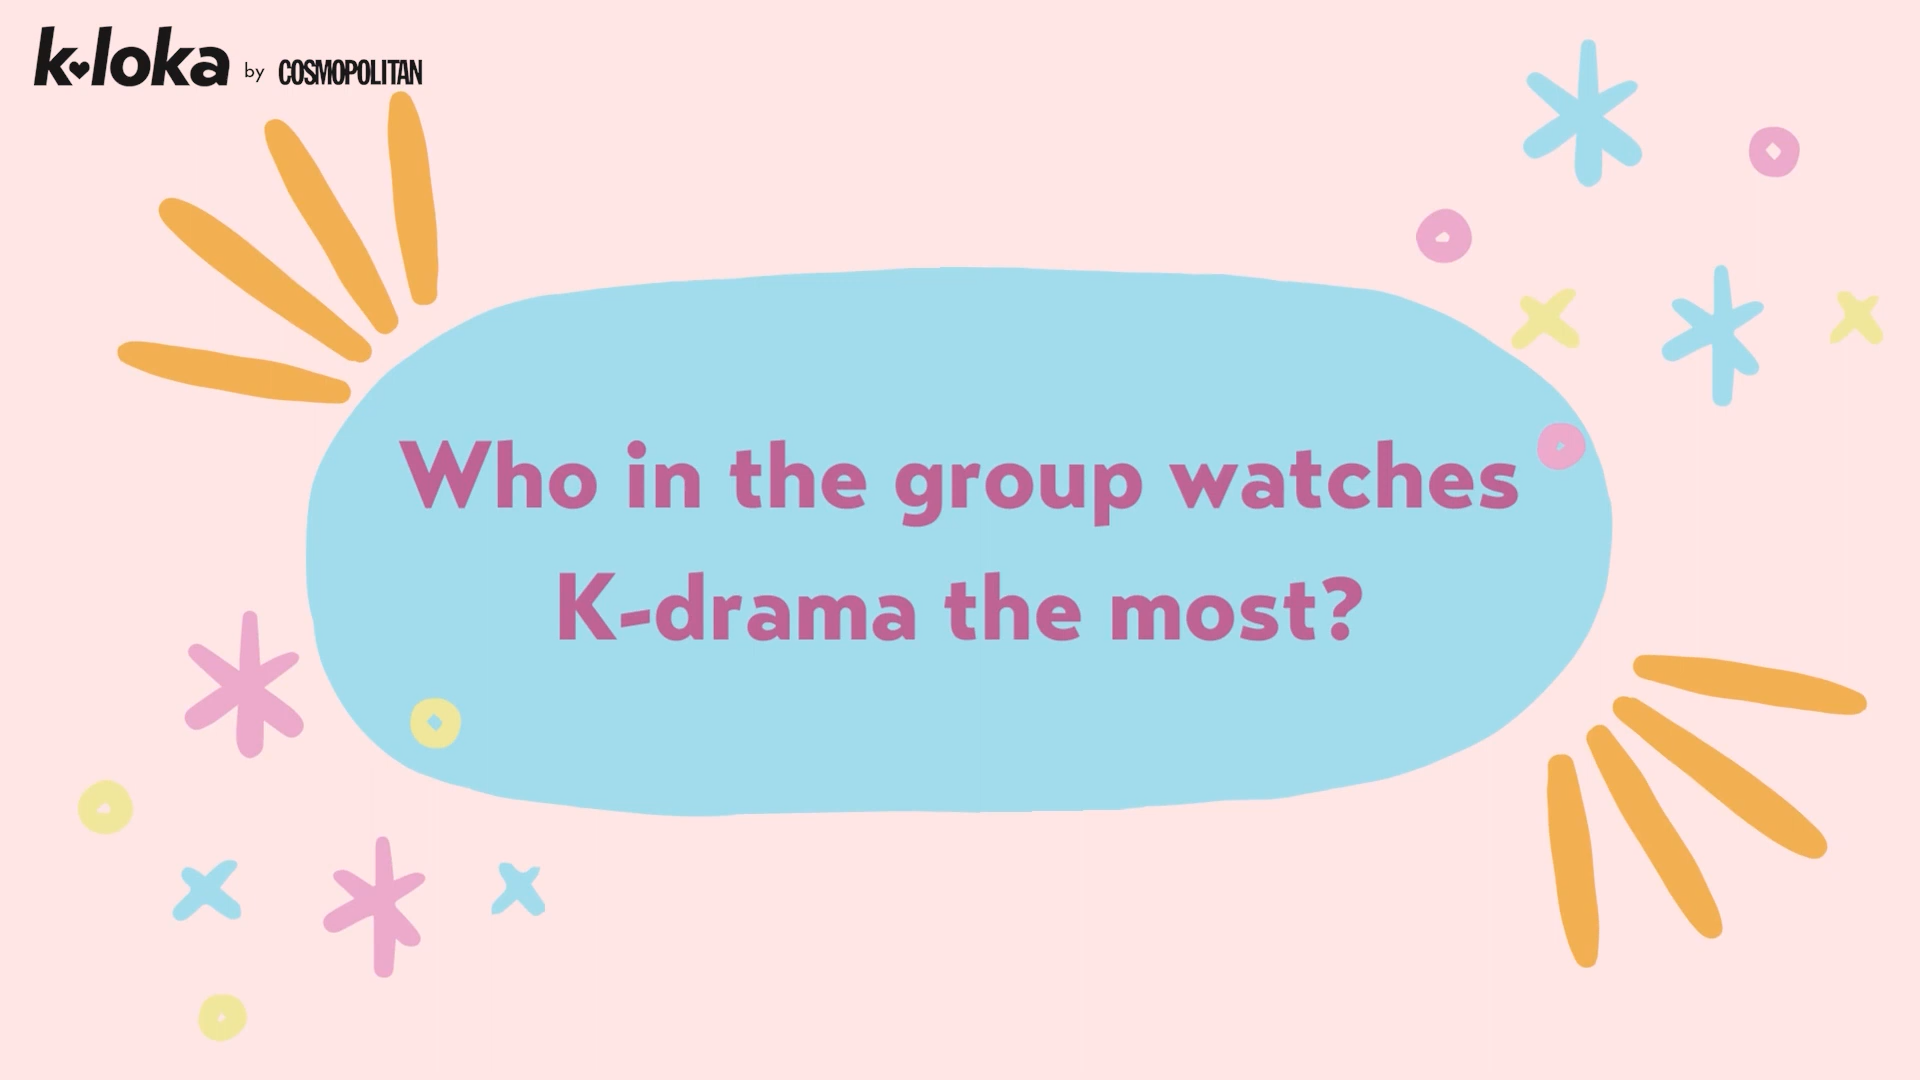 k♥loka by COSMOPOLITAN
Who in the group watches
K-drama the most?